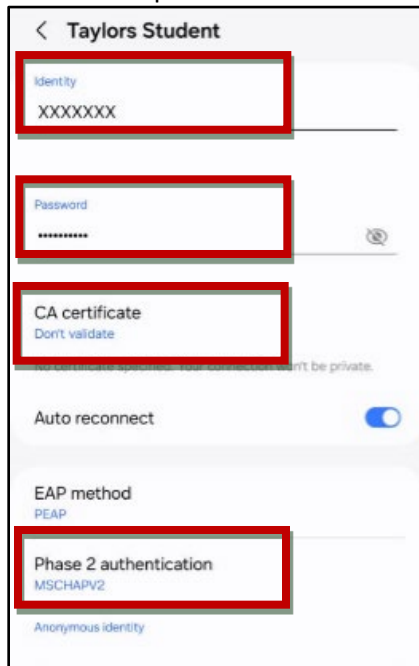 Taylors Student
Identity
XXXXXXX
Password
••••••••••
CA certificate
Don't validate
No certificate specified. Your connection won't be private.
Auto reconnect
EAP method
PEAP
Phase 2 authentication
MSCHAPV2
Anonymous identity